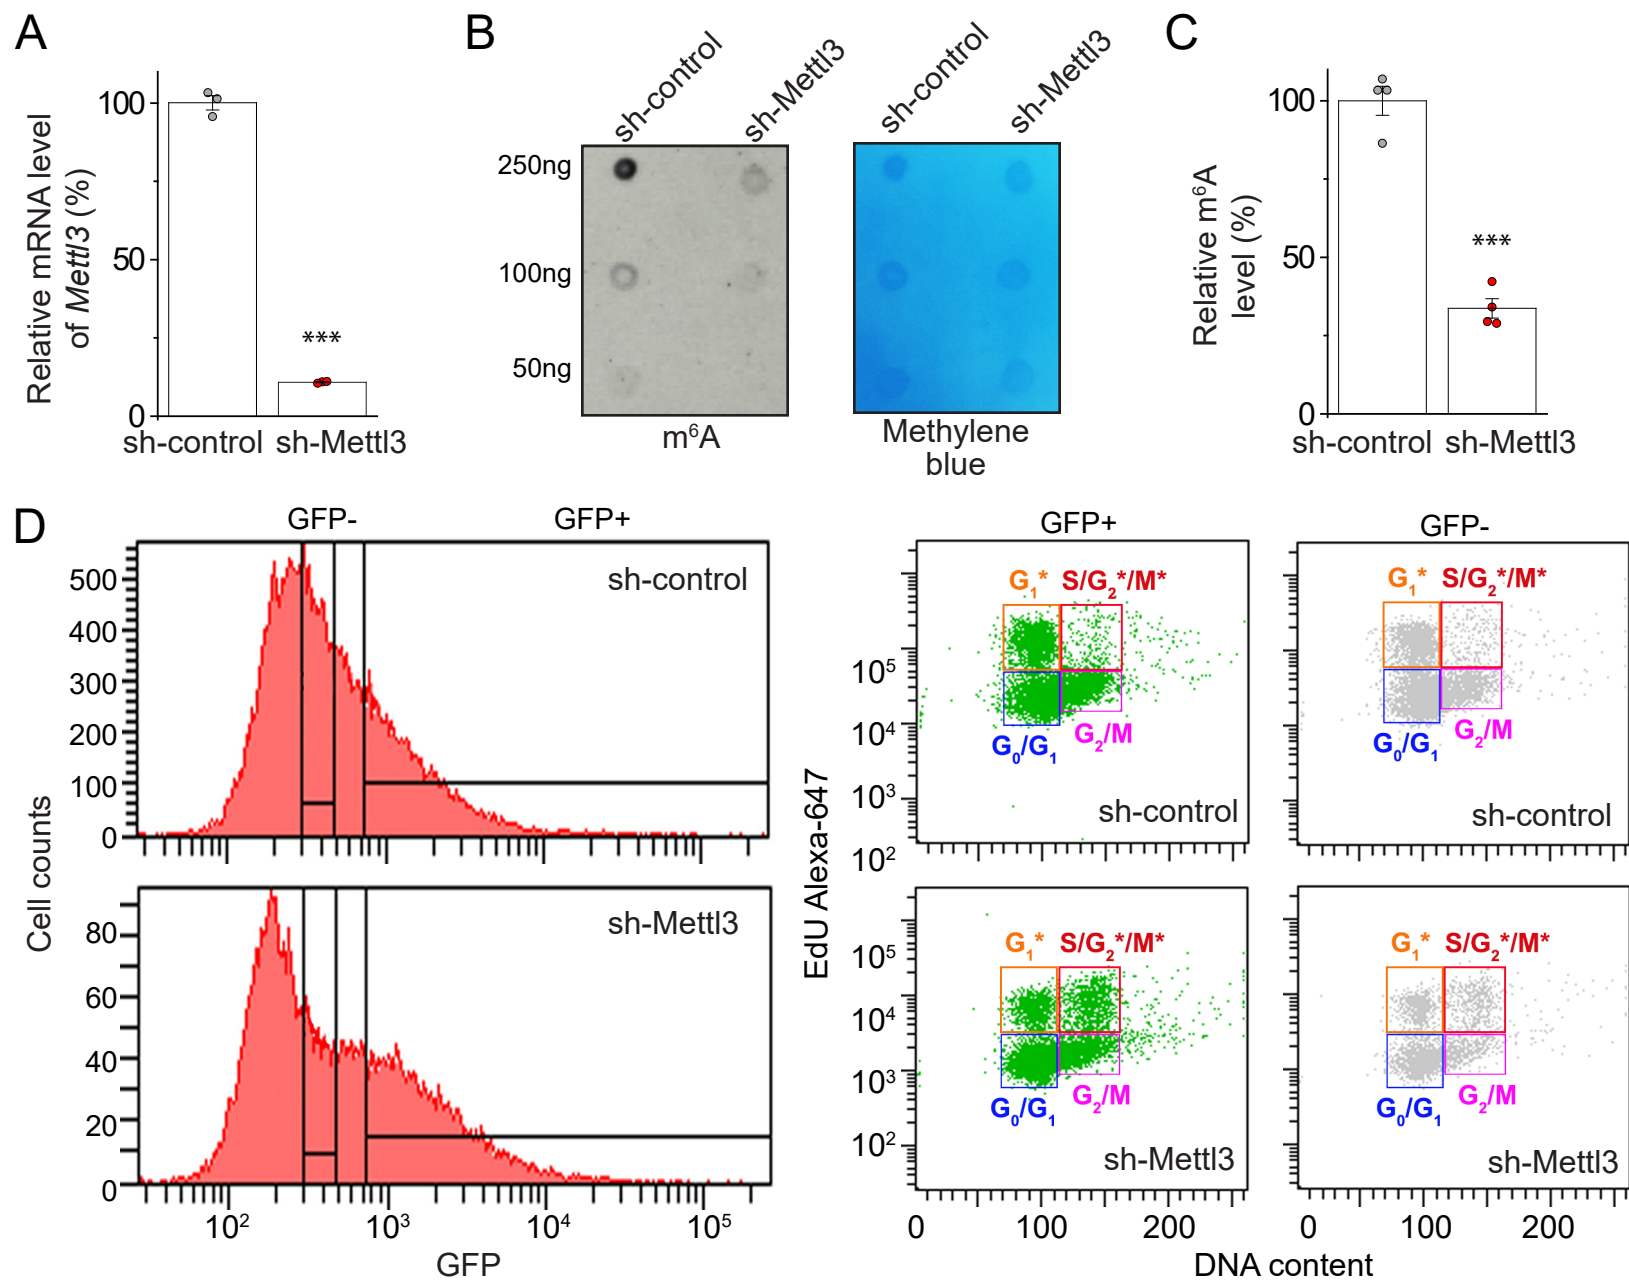 A
Relative mRNA level
of Mettl3 (%)
100
50
0
***
sh-control sh-Mettl3
B
sh-control
sh-Mettl3
sh-control
sh-Mettl3
250ng
100ng
50ng
m⁶A
Methylene
blue
C
Relative m⁶A
level (%)
100
50
0
***
sh-control sh-Mettl3
D
GFP- GFP+
Cell counts
500
400
300
200
100
0
sh-control
80
60
40
20
0
sh-Mettl3
10² 10³ 10⁴ 10⁵
GFP
EdU Alexa-647
GFP+
G₁* S/G₂*/M*
G₀/G₁ G₂/M
sh-control
10⁵
10⁴
10³
10²
GFP-
G₁* S/G₂*/M*
G₀/G₁ G₂/M
sh-control
G₁* S/G₂*/M*
G₀/G₁ G₂/M
sh-Mettl3
10⁵
10⁴
10³
10²
0 100 200
G₁* S/G₂*/M*
G₀/G₁ G₂/M
sh-Mettl3
0 100 200
DNA content